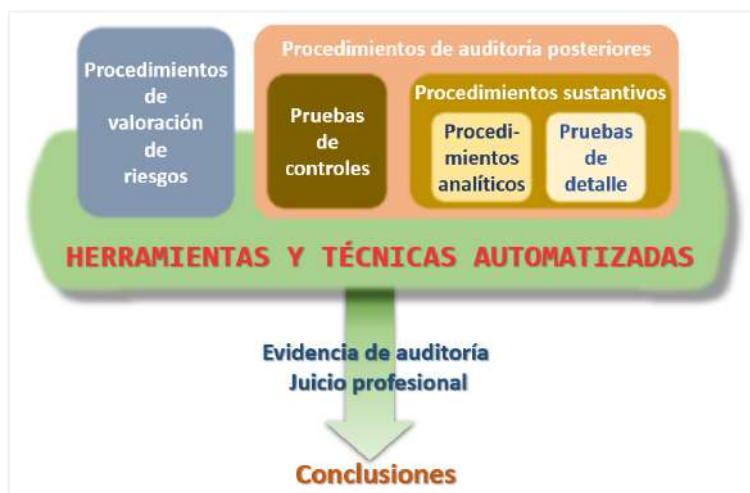 Procedimientos
de
valoración
de
riesgos
Procedimientos de auditoría posteriores
Pruebas
de
controles
Procedimientos sustantivos
Procedi-
mientos
analíticos
Pruebas
de
detalle
HERRAMIENTAS Y TÉCNICAS AUTOMATIZADAS
Evidencia de auditoría
Juicio profesional
Conclusiones